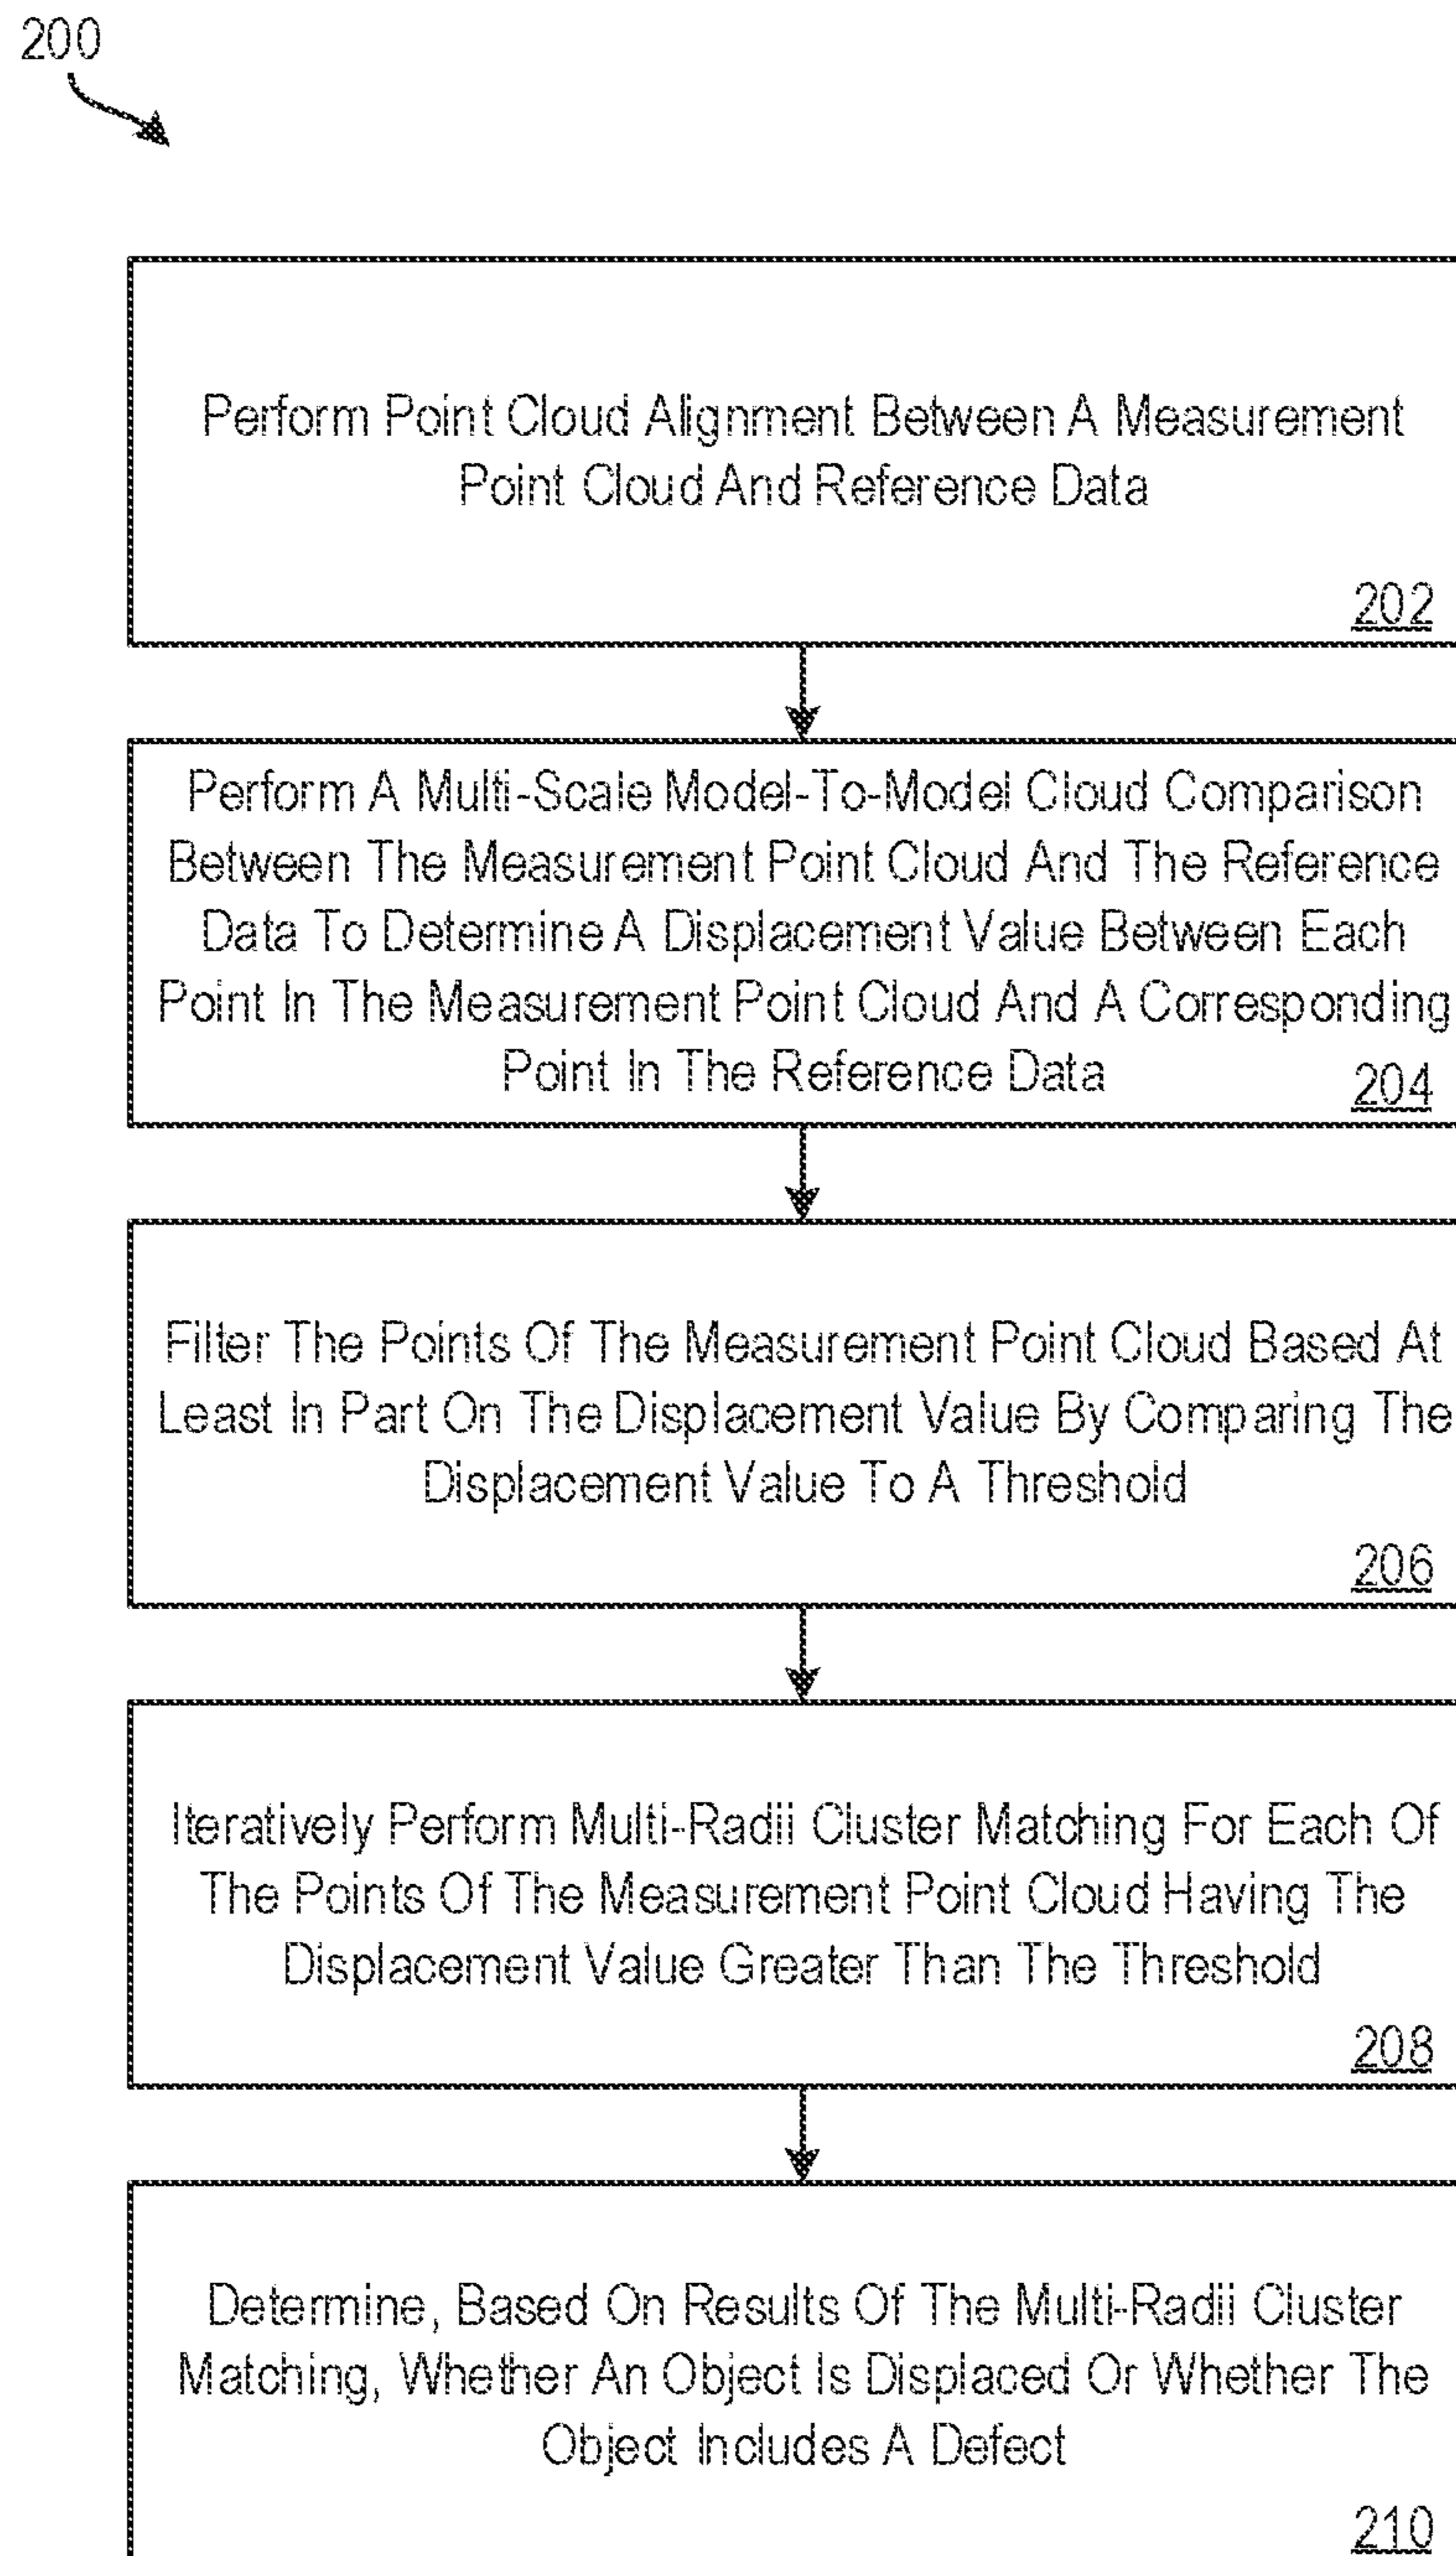 200
Perform Point Cloud Alignment Between A Measurement
Point Cloud And Reference Data
202
Perform A Multi-Scale Model-To-Model Cloud Comparison
Between The Measurement Point Cloud And The Reference
Data To Determine A Displacement Value Between Each
Point In The Measurement Point Cloud And A Corresponding
Point In The Reference Data
204
Filter The Points Of The Measurement Point Cloud Based At
Least In Part On The Displacement Value By Comparing The
Displacement Value To A Threshold
206
Iteratively Perform Multi-Radii Cluster Matching For Each Of
The Points Of The Measurement Point Cloud Having The
Displacement Value Greater Than The Threshold
208
Determine, Based On Results Of The Multi-Radii Cluster
Matching, Whether An Object Is Displaced Or Whether The
Object Includes A Defect
210